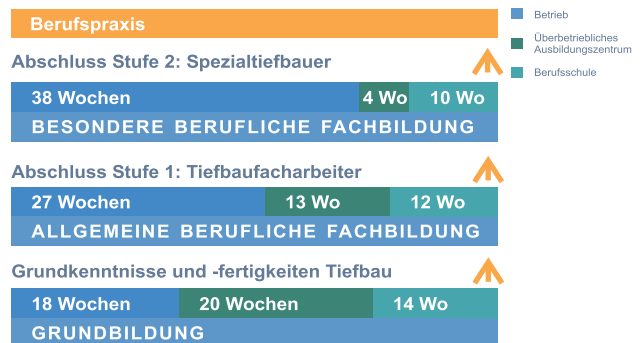 Berufspraxis
Betrieb
Überbetriebliches
Ausbildungszentrum
Berufsschule
Abschluss Stufe 2: Spezialtiefbauer
38 Wochen 4 Wo 10 Wo
BESONDERE BERUFLICHE FACHBILDUNG
Abschluss Stufe 1: Tiefbaufacharbeiter
27 Wochen 13 Wo 12 Wo
ALLGEMEINE BERUFLICHE FACHBILDUNG
Grundkenntnisse und -fertigkeiten Tiefbau
18 Wochen 20 Wochen 14 Wo
GRUNDBILDUNG